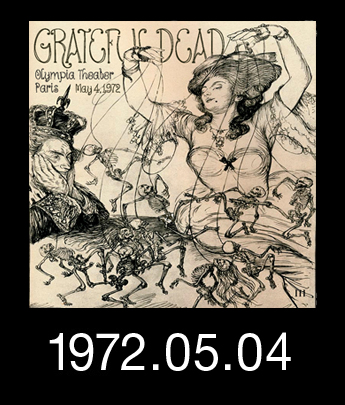 GRATEFUL DEAD
Olympia Theater
Paris May 4, 1972
1972.05.04